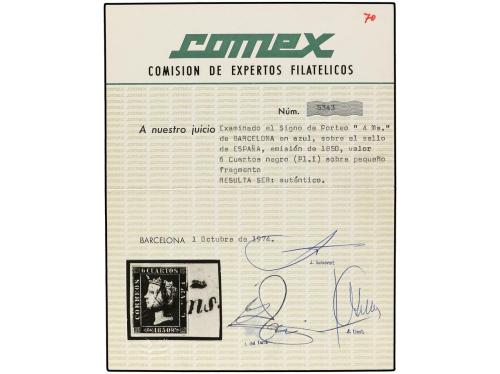 70
comex
COMISION DE EXPERTOS FILATELICOS
Núm. 5343
A nuestro juicio Examinado el Signo de Porteo " A Ms."
de BARCELONA en azul, sobre el sello
de ESPAÑA, emisión de 1850, valor
6 Cuartos negro (Pl.I) sobre pequeño
fragmento
RESULTA SER: auténtico.
BARCELONA 1 Octubre de 1974.
6 CUARTOS
CORREOS
1850